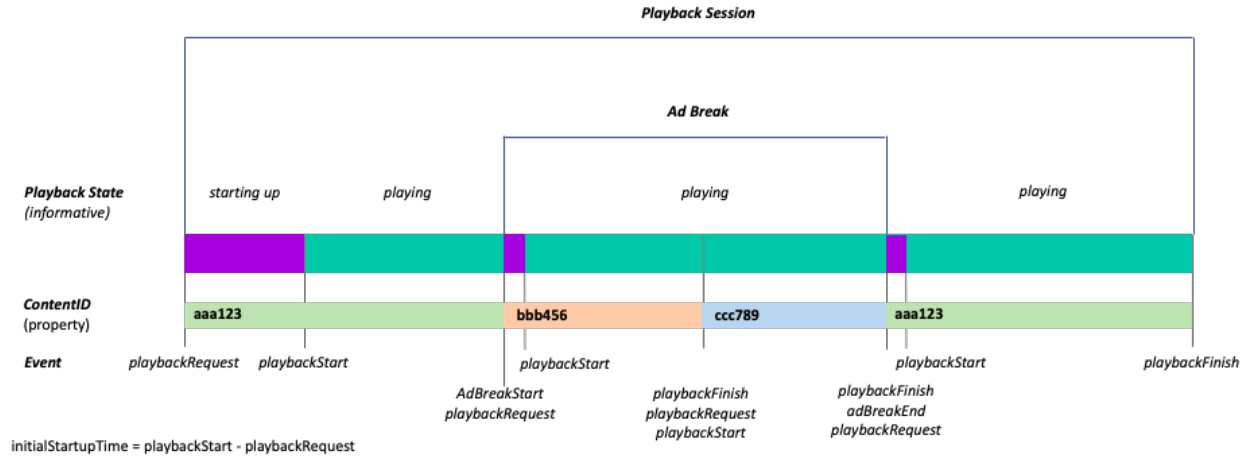 Playback Session
Ad Break
Playback State
(informative)
starting up
playing
playing
playing
ContentID
(property)
aaa123
bbb456
ccc789
aaa123
Event
playbackRequest
playbackStart
AdBreakStart
playbackRequest
playbackStart
playbackFinish
playbackRequest
playbackStart
playbackFinish
adBreakEnd
playbackRequest
playbackStart
playbackFinish
initialStartupTime = playbackStart - playbackRequest